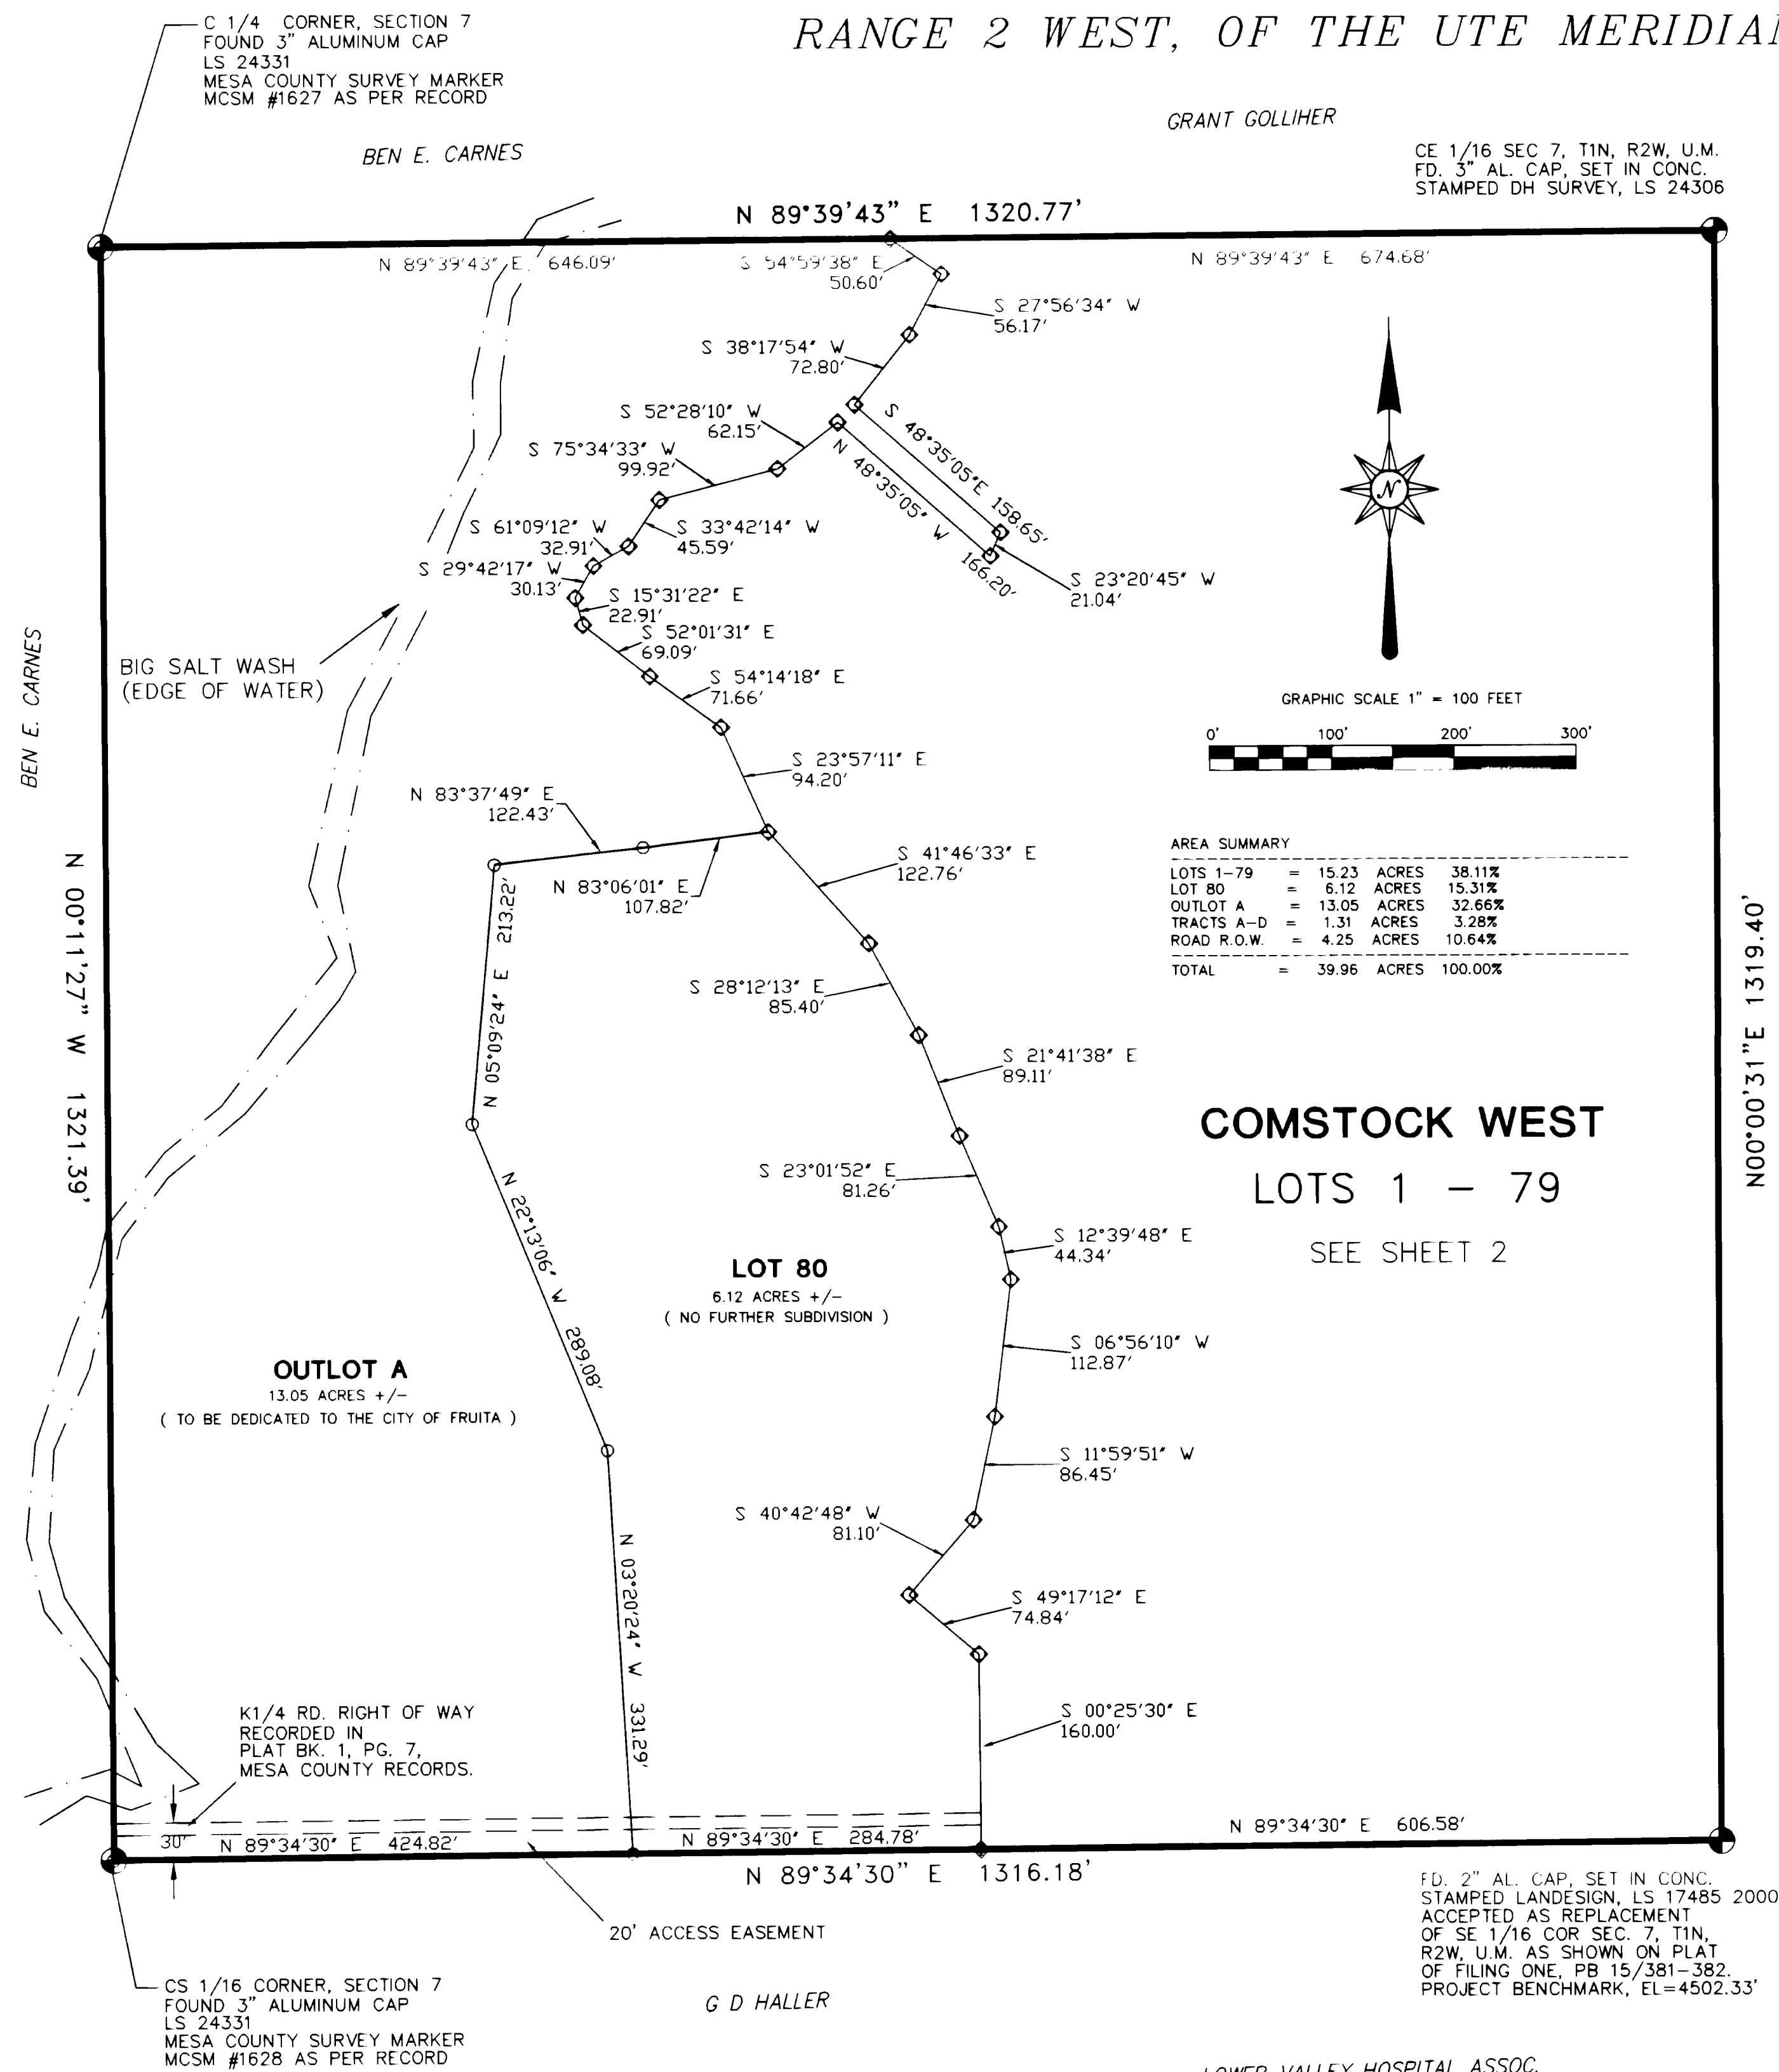 C 1/4 CORNER, SECTION 7
FOUND 3" ALUMINUM CAP
LS 24331
MESA COUNTY SURVEY MARKER
MCSM #1627 AS PER RECORD
RANGE 2 WEST, OF THE UTE MERIDIAN
GRANT GOLLIHER
BEN E. CARNES
CE 1/16 SEC 7, T1N, R2W, U.M.
FD. 3" AL. CAP, SET IN CONC.
STAMPED DH SURVEY, LS 24306
N 89°39'43" E 1320.77'
N 89°39'43" E 646.09'
S 54°59'38" E
50.60'
N 89°39'43" E 674.68'
S 27°56'34" W
56.17'
S 38°17'54" W
72.80'
S 52°28'10" W
62.15'
S 48°35'05"E 158.65'
N 48°35'05" W 166.20'
S 75°34'33" W
99.92'
S 61°09'12" W
32.91'
S 33°42'14" W
45.59'
S 29°42'17" W
30.13'
S 15°31'22" E
22.91'
S 23°20'45" W
21.04'
S 52°01'31" E
69.09'
BEN E. CARNES
BIG SALT WASH
(EDGE OF WATER)
S 54°14'18" E
71.66'
N
GRAPHIC SCALE 1" = 100 FEET
0' 100' 200' 300'
S 23°57'11" E
94.20'
N 83°37'49" E
122.43'
N 83°06'01" E
107.82'
S 41°46'33" E
122.76'
AREA SUMMARY
LOTS 1-79 = 15.23 ACRES 38.11%
LOT 80 = 6.12 ACRES 15.31%
OUTLOT A = 13.05 ACRES 32.66%
TRACTS A-D = 1.31 ACRES 3.28%
ROAD R.O.W. = 4.25 ACRES 10.64%
TOTAL = 39.96 ACRES 100.00%
N 00°11'27" W 1321.39'
N 05°09'24" E 213.22'
N00°00'31"E 1319.40'
S 28°12'13" E
85.40'
S 21°41'38" E
89.11'
COMSTOCK WEST
LOTS 1 - 79
SEE SHEET 2
S 23°01'52" E
81.26'
N 22°13'06" W 289.08'
S 12°39'48" E
44.34'
LOT 80
6.12 ACRES +/-
( NO FURTHER SUBDIVISION )
S 06°56'10" W
112.87'
OUTLOT A
13.05 ACRES +/-
( TO BE DEDICATED TO THE CITY OF FRUITA )
S 11°59'51" W
86.45'
S 40°42'48" W
81.10'
N 03°20'24" W 331.29'
S 49°17'12" E
74.84'
S 00°25'30" E
160.00'
K1/4 RD. RIGHT OF WAY
RECORDED IN
PLAT BK. 1, PG. 7,
MESA COUNTY RECORDS.
30'
N 89°34'30" E 424.82'
N 89°34'30" E 284.78'
N 89°34'30" E 606.58'
N 89°34'30" E 1316.18'
20' ACCESS EASEMENT
FD. 2" AL. CAP, SET IN CONC.
STAMPED LANDESIGN, LS 17485 2000
ACCEPTED AS REPLACEMENT
OF SE 1/16 COR SEC. 7, T1N,
R2W, U.M. AS SHOWN ON PLAT
OF FILING ONE, PB 15/381-382.
PROJECT BENCHMARK, EL=4502.33'
CS 1/16 CORNER, SECTION 7
FOUND 3" ALUMINUM CAP
LS 24331
MESA COUNTY SURVEY MARKER
MCSM #1628 AS PER RECORD
G D HALLER
LOWER VALLEY HOSPITAL ASSOC.